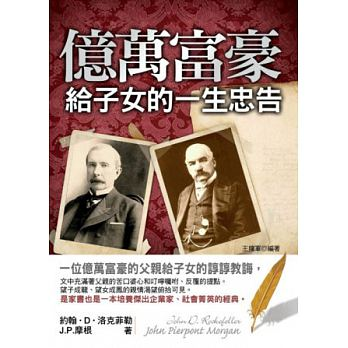 億萬富豪
給子女的一生忠告
王擁軍◎編著
一位億萬富豪的父親給子女的諄諄教誨，
文中充滿著父親的苦口婆心和叮嚀囑咐、反覆的提點。
望子成龍、望女成鳳的親情渴望俯拾可見。
是家書也是一本培養傑出企業家、社會菁英的經典。
約翰·D·洛克菲勒
J.P.摩根 著
John D. Rockefeller
John Pierpont Morgan